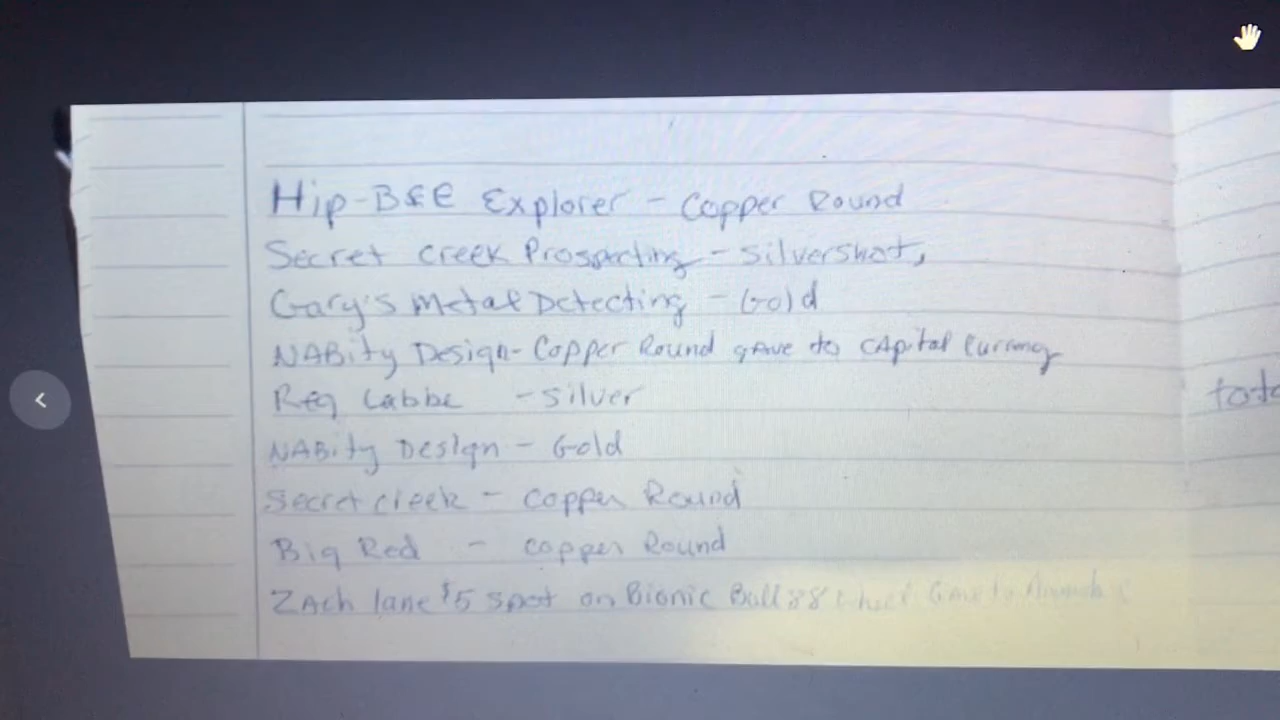 Hip-BEE Explorer - Copper Round
Secret Creek Prospecting - Silvershot,
Gary's Metal Detecting - Gold
NABity Design - Copper Round gave to CApital Currency
Reg Labbe - Silver
NABity Design - Gold
Secret creek - Copper Round
Big Red - Copper Round
ZAch lane $5 spot on Bionic Ball 88